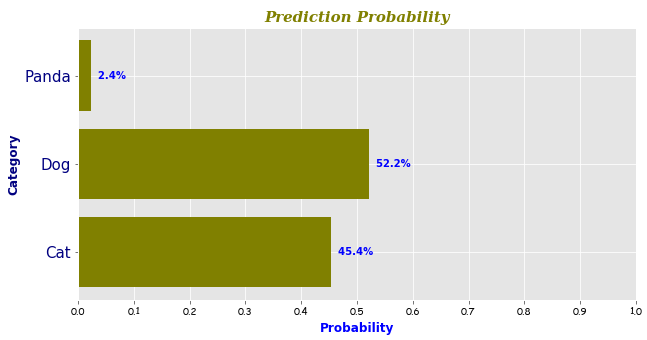 Prediction Probability
Panda
2.4%
Dog
52.2%
Cat
45.4%
Category
0.0 0.1 0.2 0.3 0.4 0.5 0.6 0.7 0.8 0.9 1.0
Probability